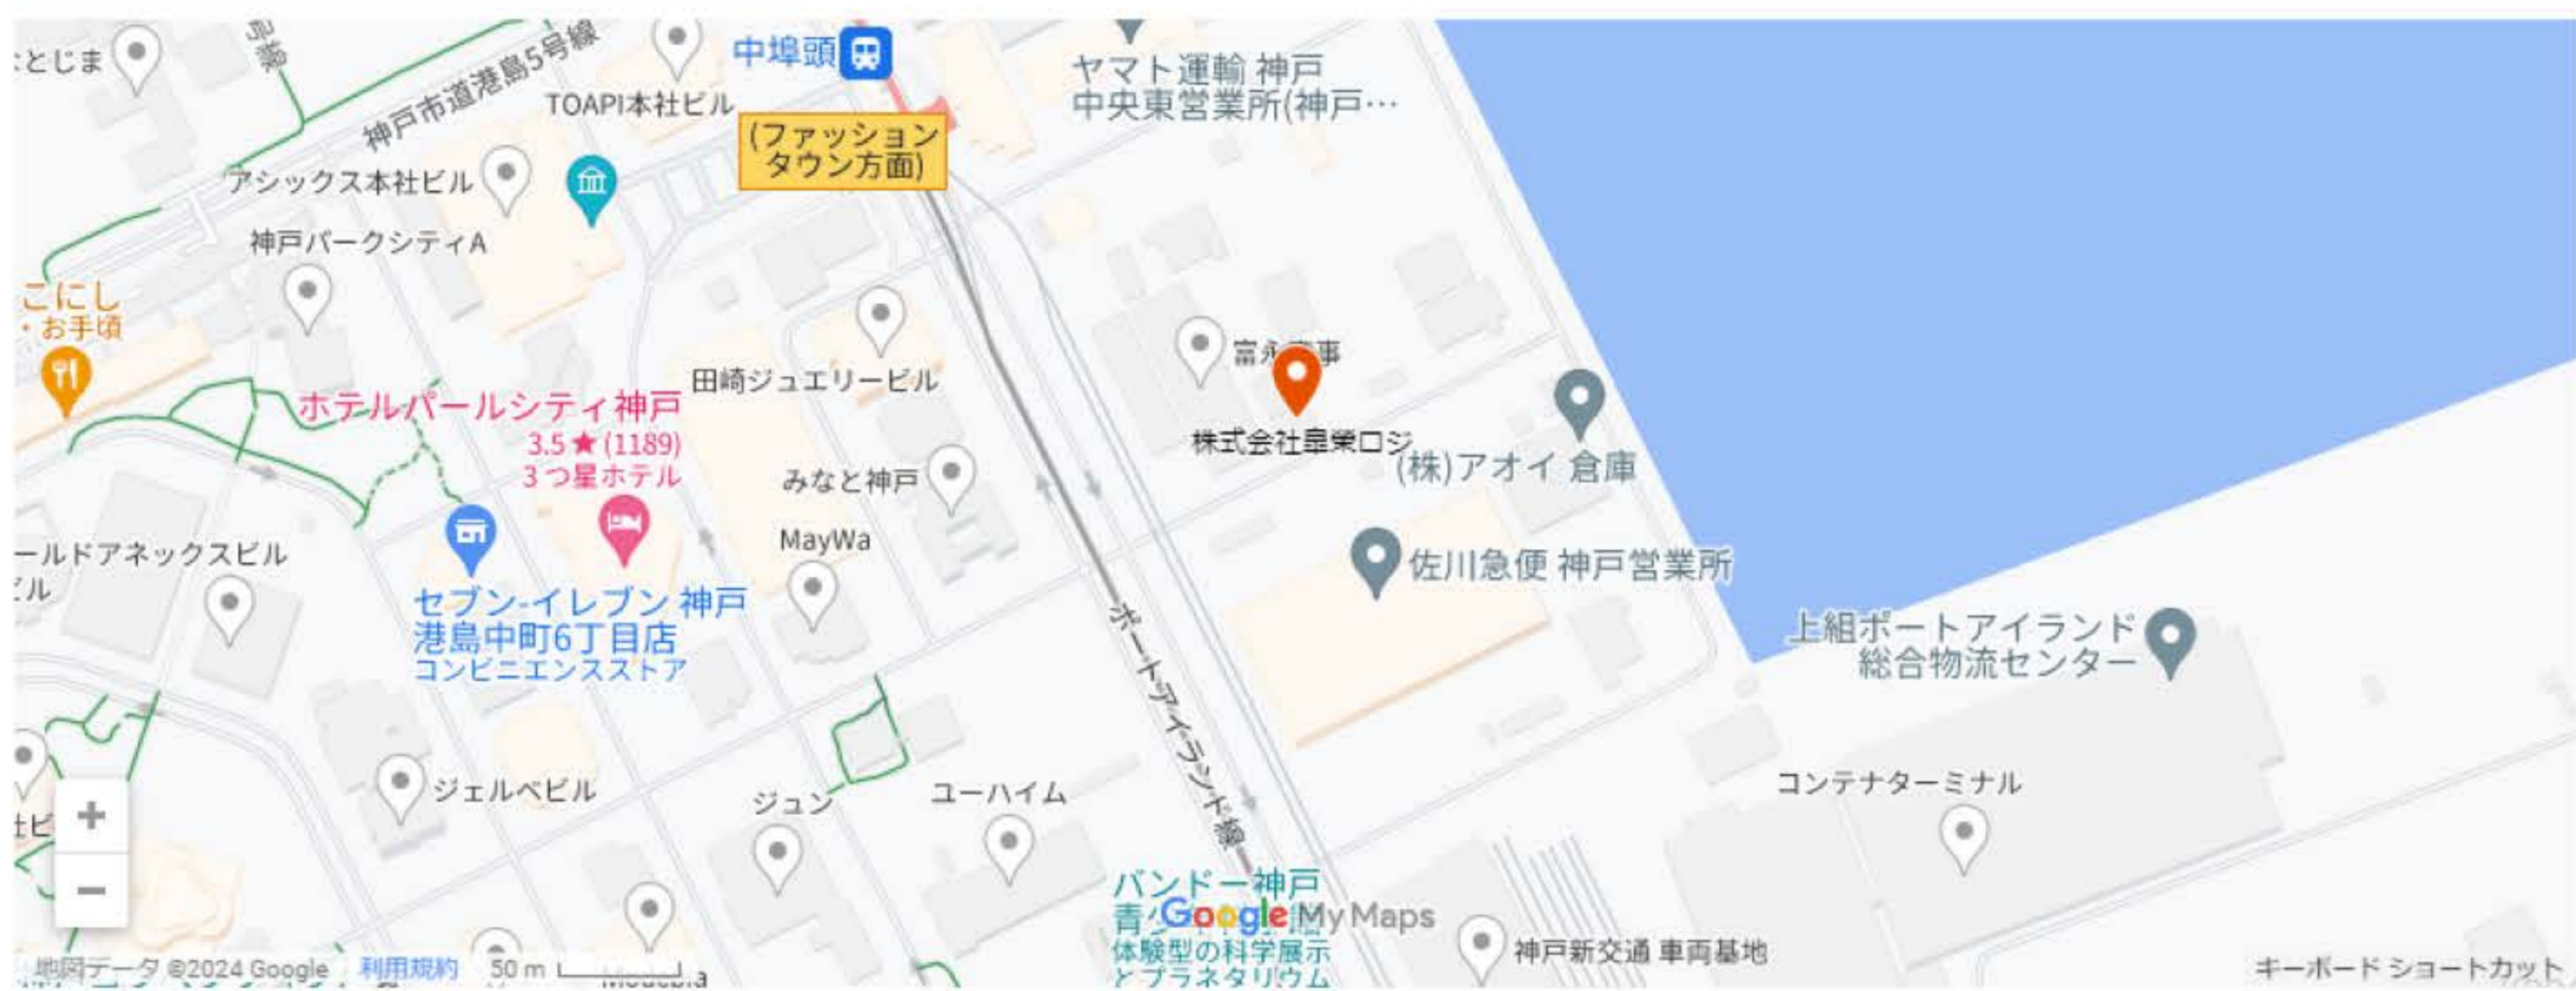 号線
中埠頭
神戸市道港島5号線
ヤマト運輸 神戸
中央東営業所(神戸…
とじま
TOAPI本社ビル
(ファッション
タウン方面)
アシックス本社ビル
神戸パークシティA
こにし
・お手頃
富永商事
田崎ジュエリービル
ホテルパールシティ神戸
3.5★(1189)
3 つ星ホテル
株式会社皐榮ロジ
(株)アオイ 倉庫
みなと神戸
MayWa
ールドアネックスビル
ビル
佐川急便 神戸営業所
セブン-イレブン 神戸
港島中町6丁目店
コンビニエンスストア
上組ポートアイランド
総合物流センター
ポートアイランド線
コンテナターミナル
ジェルベビル
ジュン
ユーハイム
+
社ビ
−
バンドー神戸
青少
Google My Maps
体験型の科学展示
とプラネタリウム
神戸新交通 車両基地
地図データ ©2024 Google
利用規約
50 m
キーボード ショートカット